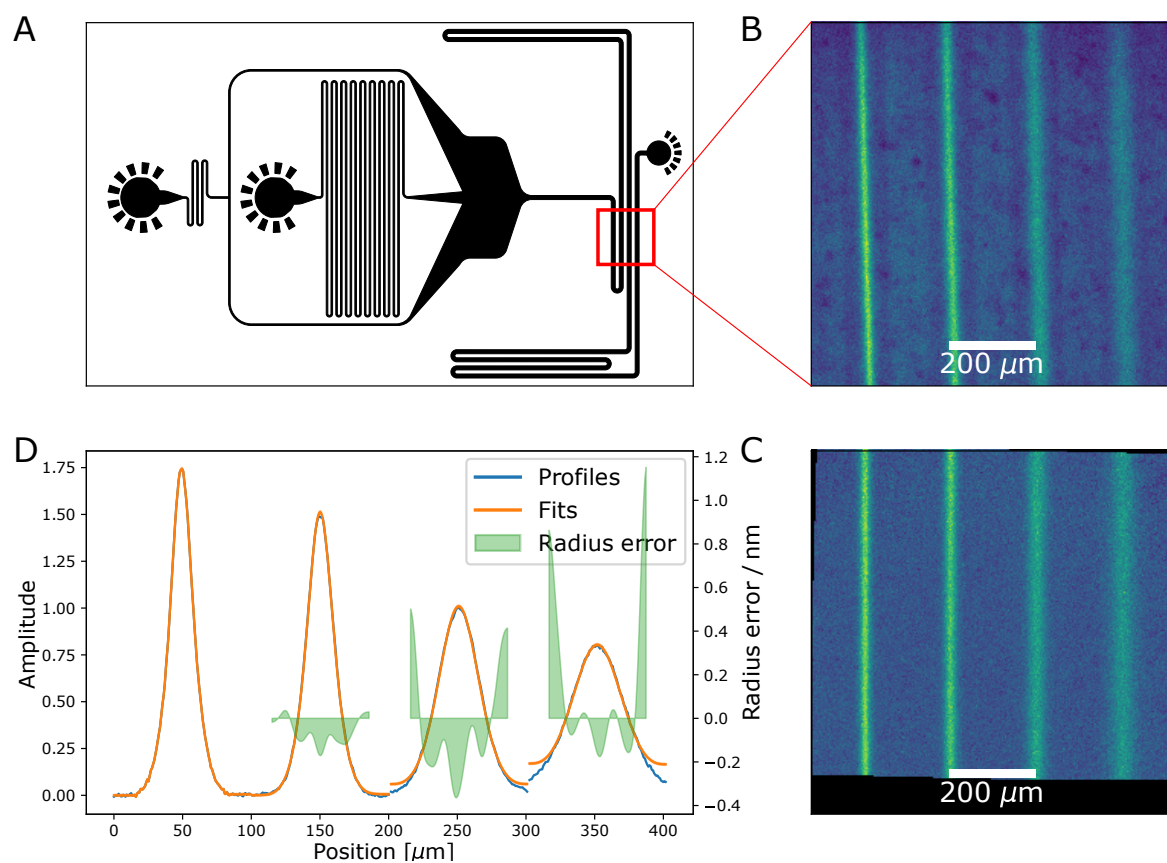 A
B
200 μm
C
200 μm
D
Profiles
Fits
Radius error
Amplitude
1.75
1.50
1.25
1.00
0.75
0.50
0.25
0.00
0
50
100
150
200
250
300
350
400
Position [μm]
1.2
1.0
0.8
0.6
0.4
0.2
0.0
−0.2
−0.4
Radius error / nm